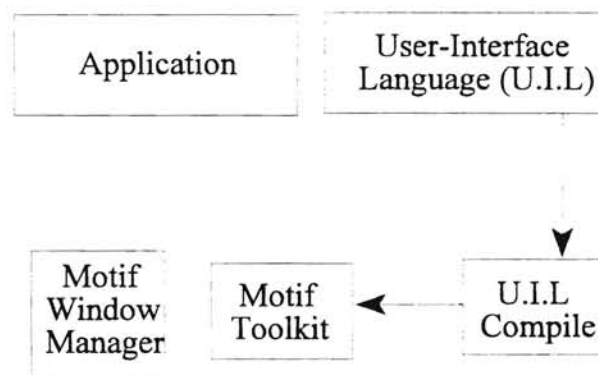 Application
User-Interface
Language (U.I.L)
Motif
Window
Manager
Motif
Toolkit
U.I.L
Compile